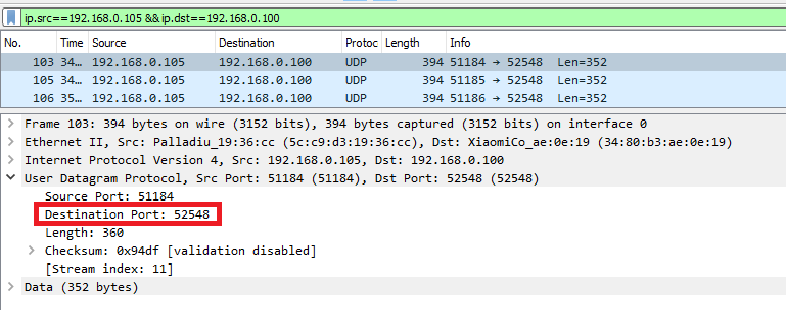 ip.src==192.168.0.105 && ip.dst==192.168.0.100
No. Time Source Destination Protoc Length Info
103 34… 192.168.0.105 192.168.0.100 UDP 394 51184 → 52548 Len=352
105 34… 192.168.0.105 192.168.0.100 UDP 394 51185 → 52548 Len=352
106 35… 192.168.0.105 192.168.0.100 UDP 394 51186 → 52548 Len=352
Frame 103: 394 bytes on wire (3152 bits), 394 bytes captured (3152 bits) on interface 0
Ethernet II, Src: Palladiu_19:36:cc (5c:c9:d3:19:36:cc), Dst: XiaomiCo_ae:0e:19 (34:80:b3:ae:0e:19)
Internet Protocol Version 4, Src: 192.168.0.105, Dst: 192.168.0.100
User Datagram Protocol, Src Port: 51184 (51184), Dst Port: 52548 (52548)
Source Port: 51184
Destination Port: 52548
Length: 360
Checksum: 0x94df [validation disabled]
[Stream index: 11]
Data (352 bytes)